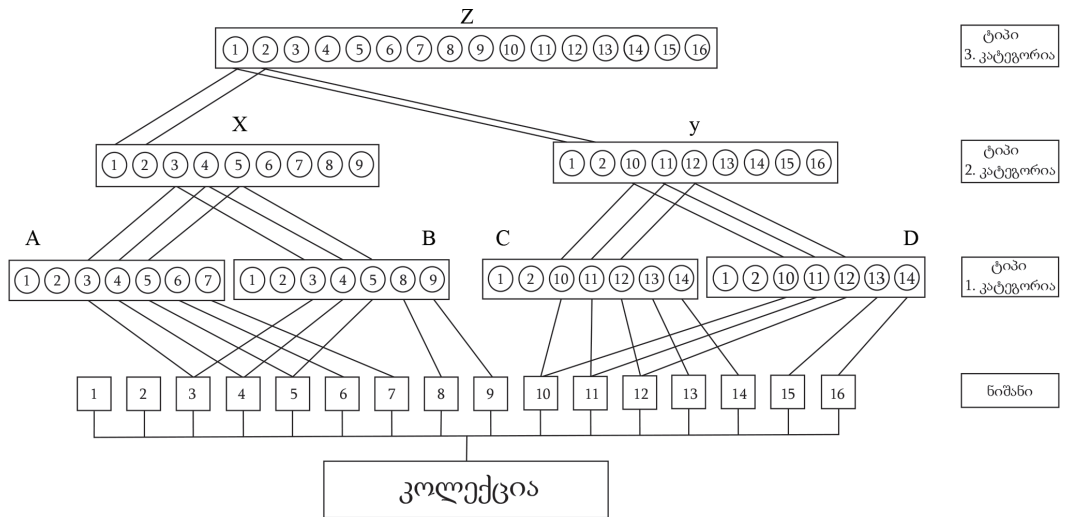 Z
1 2 3 4 5 6 7 8 9 10 11 12 13 14 15 16
ტიპი
3. კატეგორია
X
1 2 3 4 5 6 7 8 9
y
1 2 10 11 12 13 14 15 16
ტიპი
2. კატეგორია
A
1 2 3 4 5 6 7
B
1 2 3 4 5 8 9
C
1 2 10 11 12 13 14
D
1 2 10 11 12 13 14
ტიპი
1. კატეგორია
1 2 3 4 5 6 7 8 9 10 11 12 13 14 15 16
ნიშანი
კოლექცია